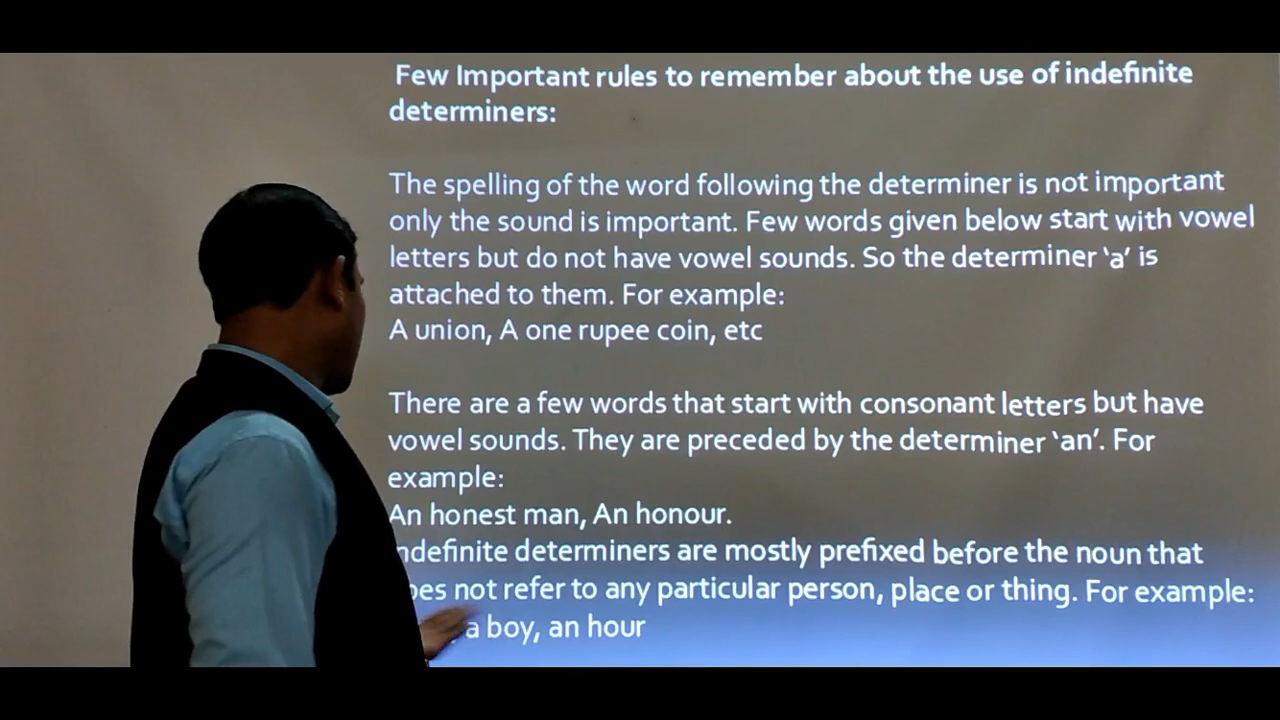 Few Important rules to remember about the use of indefinite
determiners:
The spelling of the word following the determiner is not important
only the sound is important. Few words given below start with vowel
letters but do not have vowel sounds. So the determiner ‘a’ is
attached to them. For example:
A union, A one rupee coin, etc
There are a few words that start with consonant letters but have
vowel sounds. They are preceded by the determiner ‘an’. For
example:
An honest man, An honour.
ndefinite determiners are mostly prefixed before the noun that
oes not refer to any particular person, place or thing. For example:
a boy, an hour